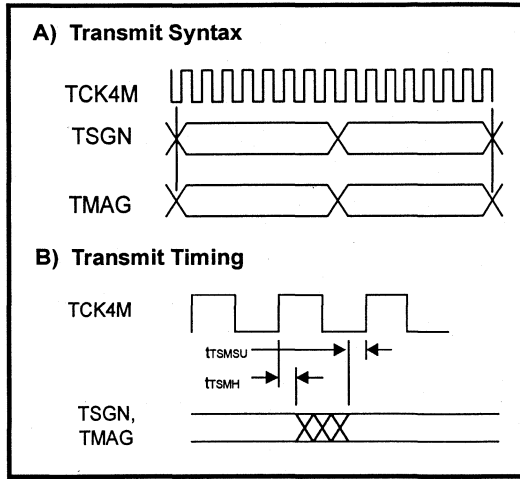 A) Transmit Syntax
TCK4M
TSGN
TMAG
B) Transmit Timing
TCK4M
tTSMSU
tTSMH
TSGN,
TMAG